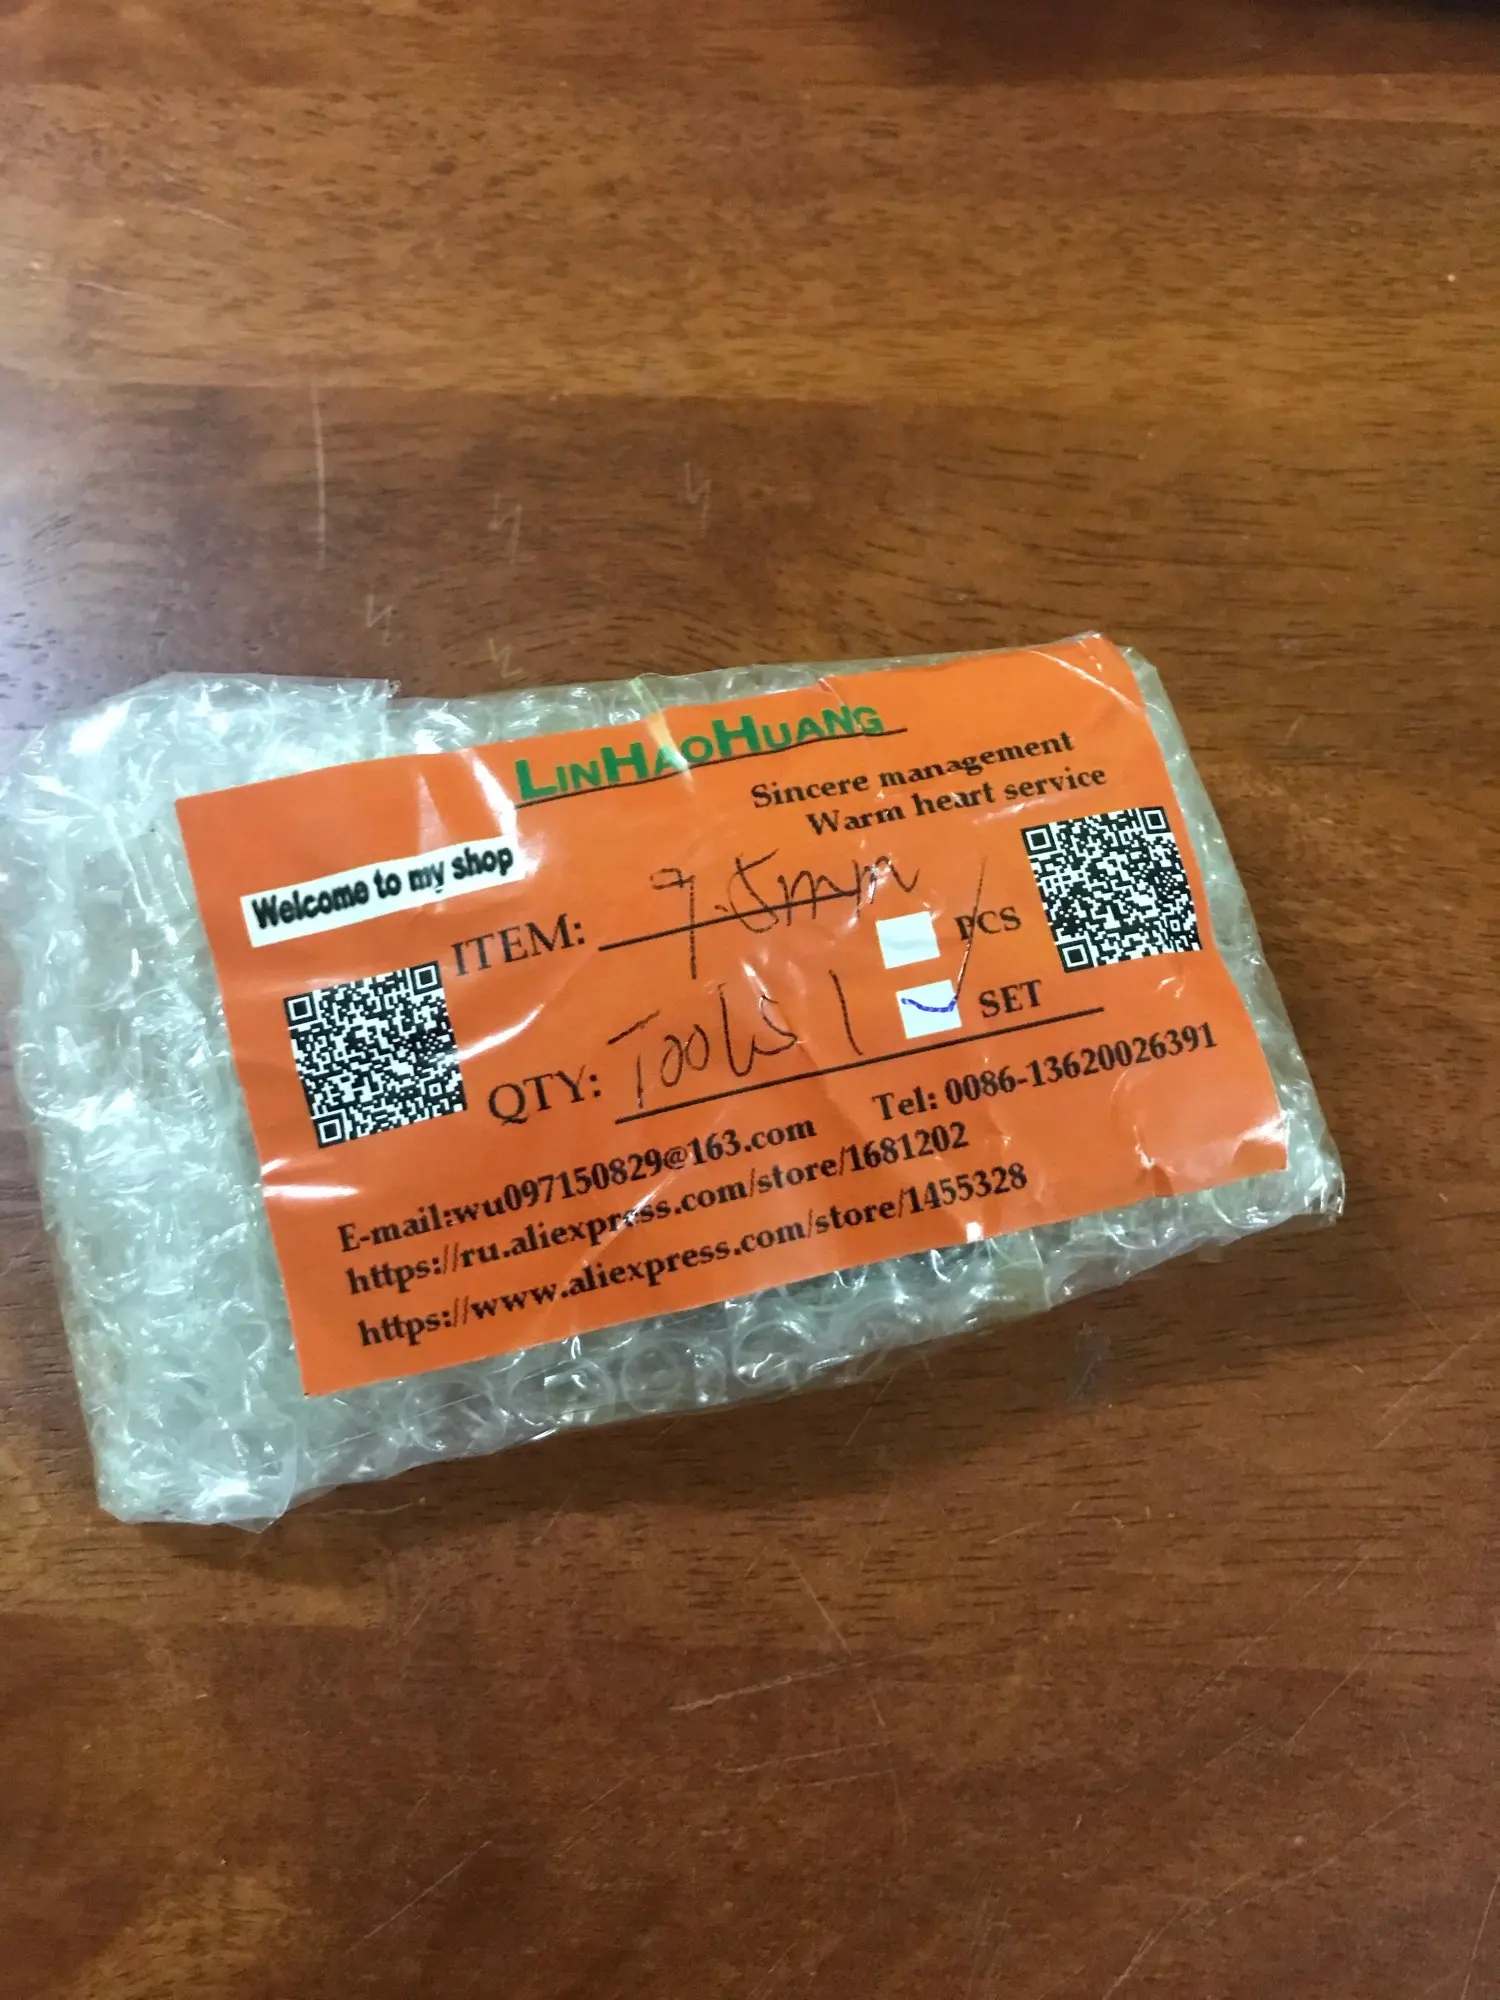 LINHAOHUANG
Sincere management
Warm heart service
Welcome to my shop
ITEM: 7.5mm
PCS
QTY: Tools 1 SET
E-mail:wu097150829@163.com Tel: 0086-13620026391
https://ru.aliexpress.com/store/1681202
https://www.aliexpress.com/store/1455328